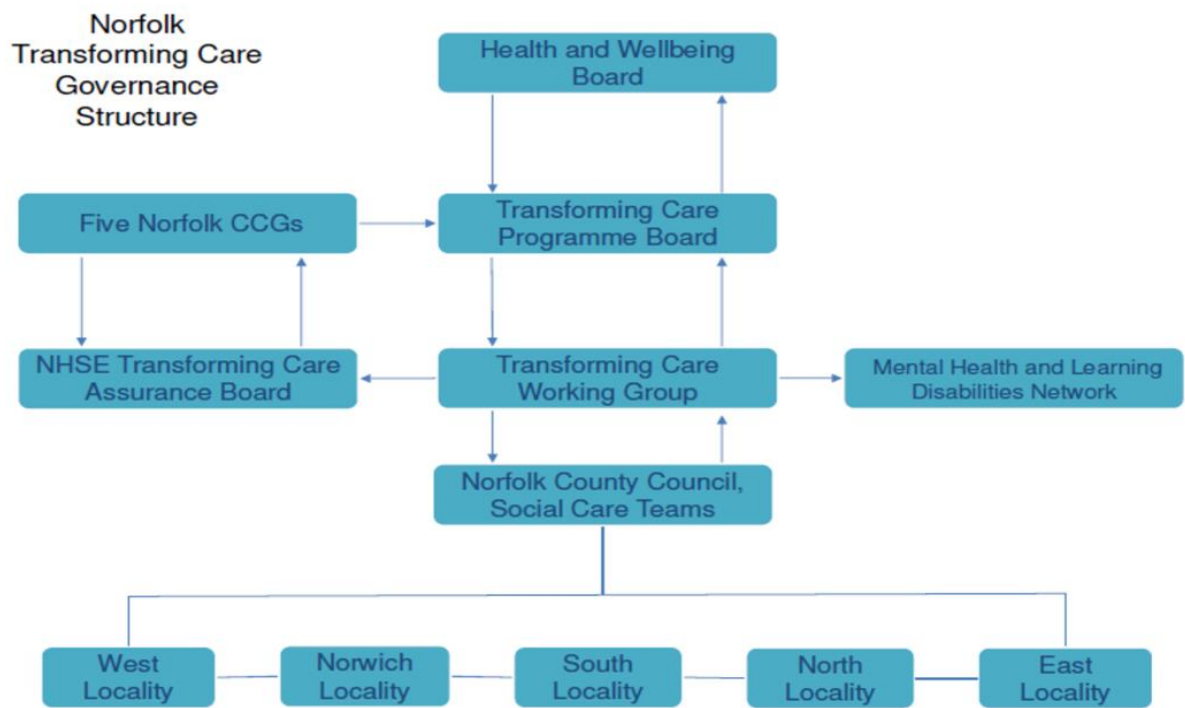 Norfolk
Transforming Care
Governance
Structure
Health and Wellbeing
Board
Five Norfolk CCGs
Transforming Care
Programme Board
NHSE Transforming Care
Assurance Board
Transforming Care
Working Group
Mental Health and Learning
Disabilities Network
Norfolk County Council,
Social Care Teams
West
Locality
Norwich
Locality
South
Locality
North
Locality
East
Locality